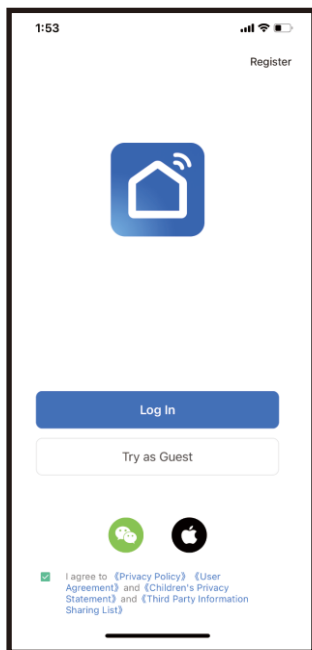 1:53
Register
Log In
Try as Guest
I agree to 《Privacy Policy》 《User
Agreement》 and 《Children's Privacy
Statement》 and 《Third Party Information
Sharing List》